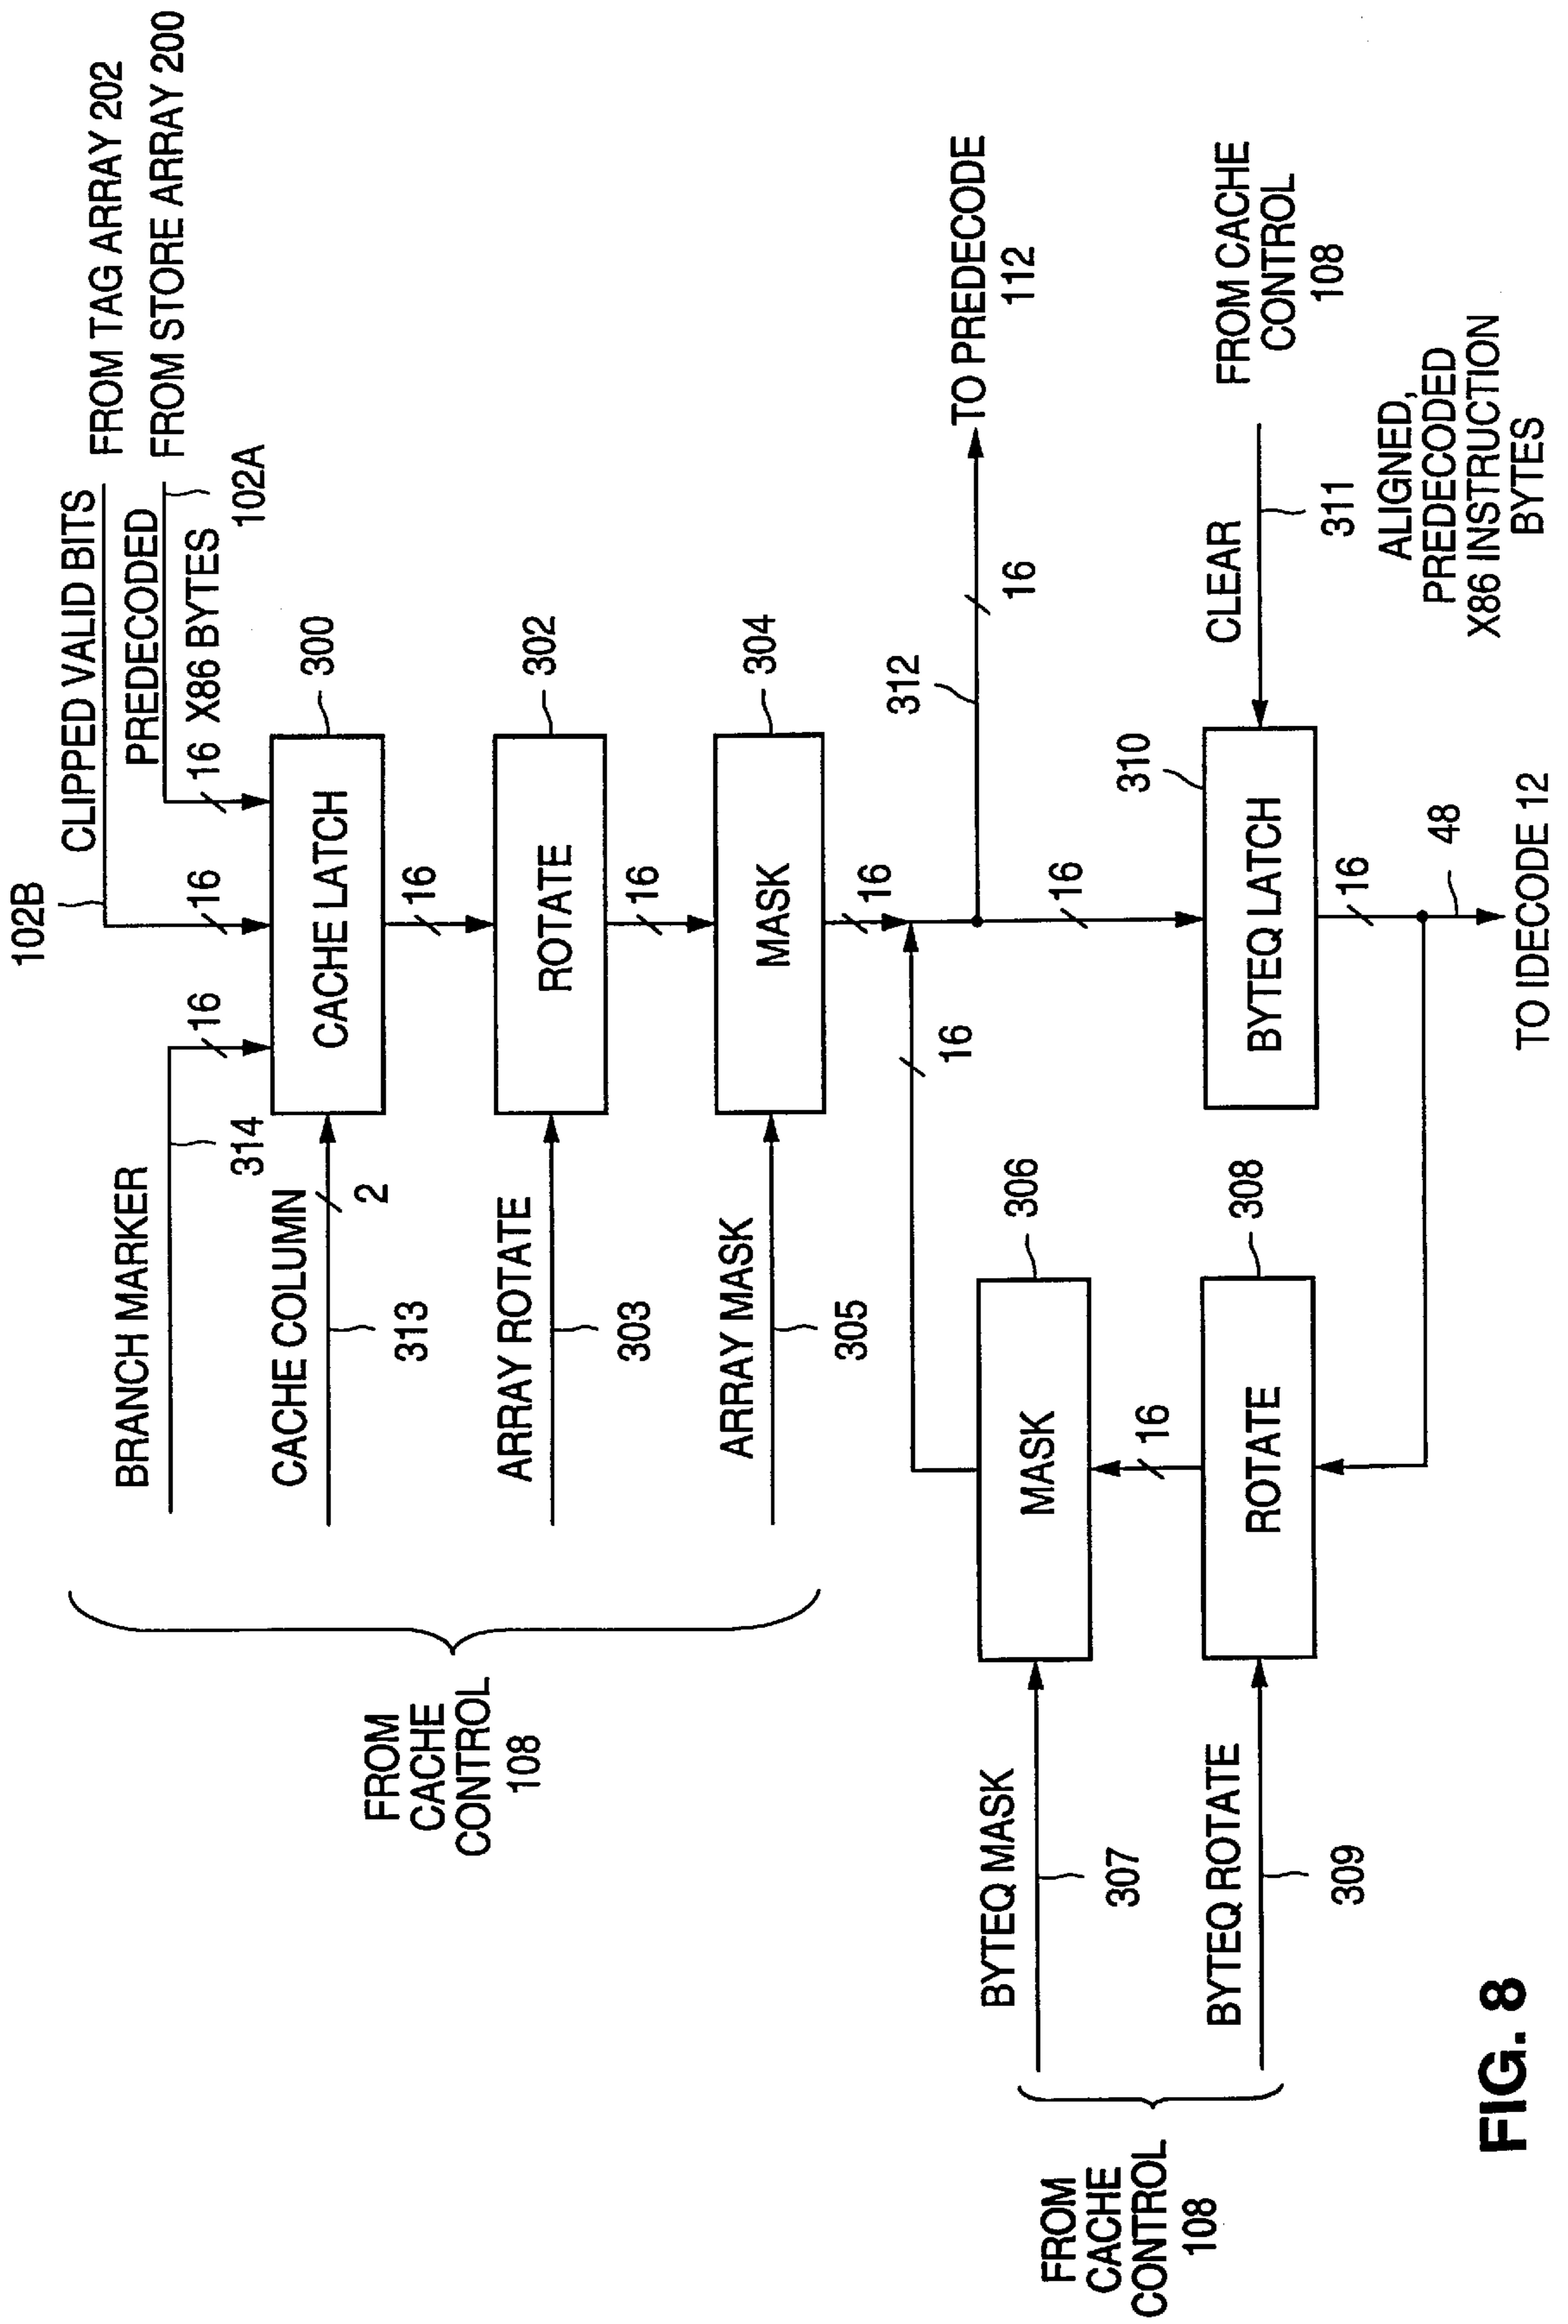 FROM TAG ARRAY 202
FROM STORE ARRAY 200
102B
CLIPPED VALID BITS
PREDECODED
16 X86 BYTES
102A
16
16
BRANCH MARKER
314
CACHE COLUMN
2
313
CACHE LATCH
300
16
ARRAY ROTATE
303
ROTATE
302
16
ARRAY MASK
305
MASK
304
16
FROM
CACHE
CONTROL
108
16
312
16
TO PREDECODE
112
16
BYTEQ MASK
307
MASK
306
16
BYTEQ ROTATE
309
ROTATE
308
FROM
CACHE
CONTROL
108
BYTEQ LATCH
310
CLEAR
311
FROM CACHE
CONTROL
108
16
48
ALIGNED,
PREDECODED
X86 INSTRUCTION
BYTES
TO IDECODE 12
FIG. 8